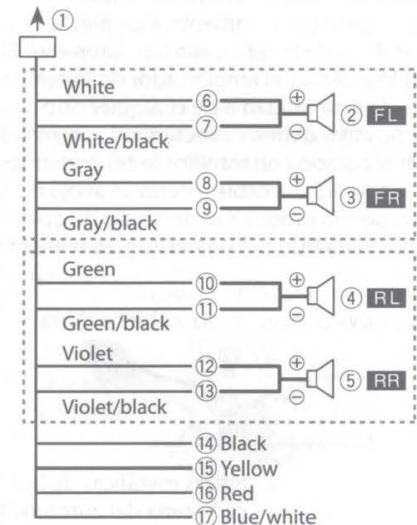 ①
White
⑥ ⊕
② FL
⑦ ⊖
White/black
Gray
⑧ ⊕
③ FR
⑨ ⊖
Gray/black
Green
⑩ ⊕
④ RL
⑪ ⊖
Green/black
Violet
⑫ ⊕
⑤ RR
⑬ ⊖
Violet/black
⑭ Black
⑮ Yellow
⑯ Red
⑰ Blue/white